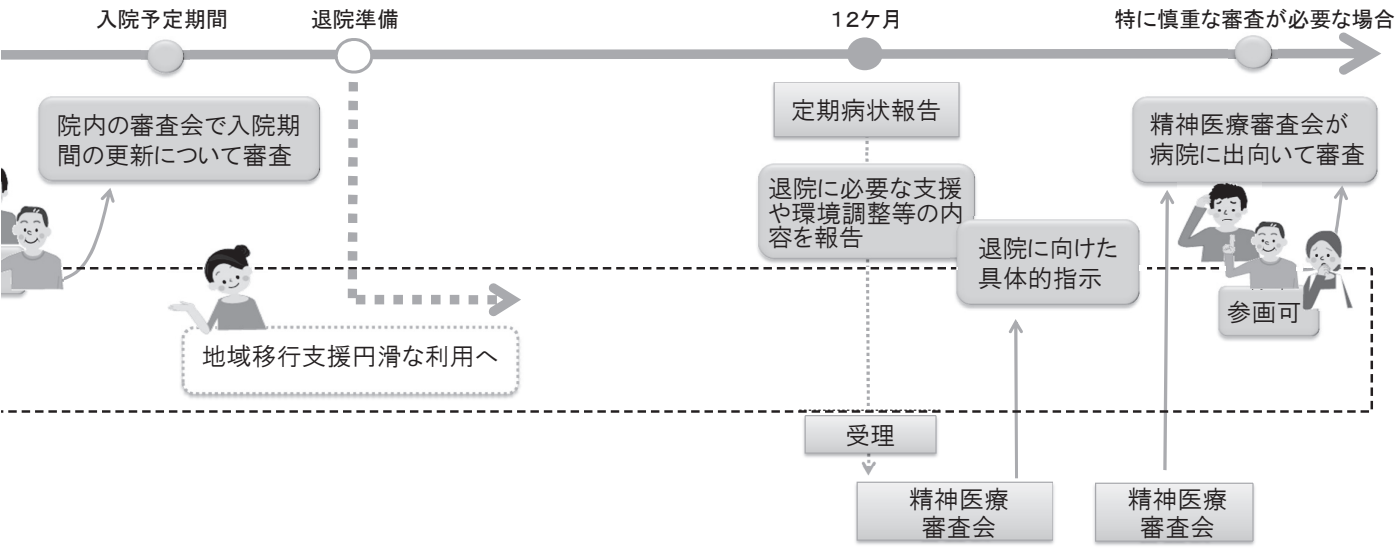 入院予定期間
退院準備
12ケ月
特に慎重な審査が必要な場合
院内の審査会で入院期
間の更新について審査
定期病状報告
精神医療審査会が
病院に出向いて審査
退院に必要な支援
や環境調整等の内
容を報告
退院に向けた
具体的指示
参画可
地域移行支援円滑な利用へ
受理
精神医療
審査会
精神医療
審査会